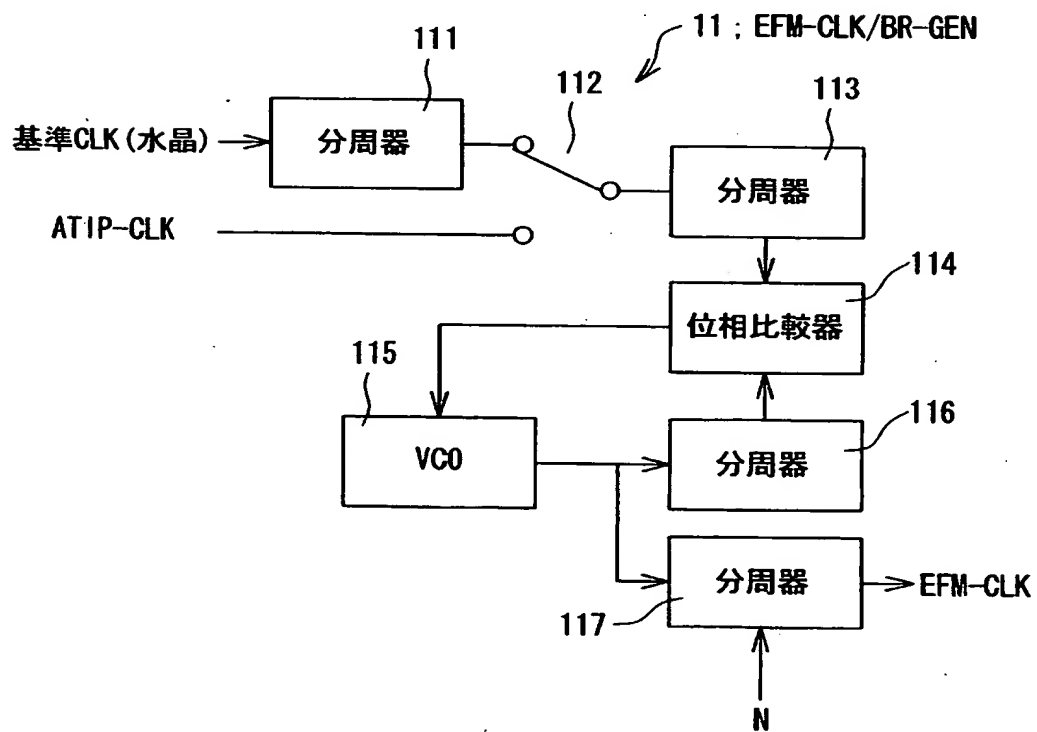 11 ; EFM-CLK/BR-GEN
111
112
113
基準CLK(水晶)
分周器
分周器
ATIP-CLK
114
位相比較器
115
116
VCO
分周器
分周器
EFM-CLK
117
N